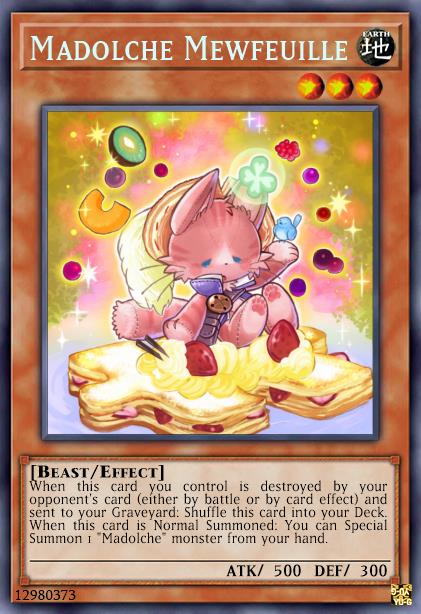 Madolche Mewfeuille
EARTH
地
[Beast/Effect]
When this card you control is destroyed by your
opponent's card (either by battle or by card effect) and
sent to your Graveyard: Shuffle this card into your Deck.
When this card is Normal Summoned: You can Special
Summon 1 "Madolche" monster from your hand.
ATK/ 500 DEF/ 300
12980373